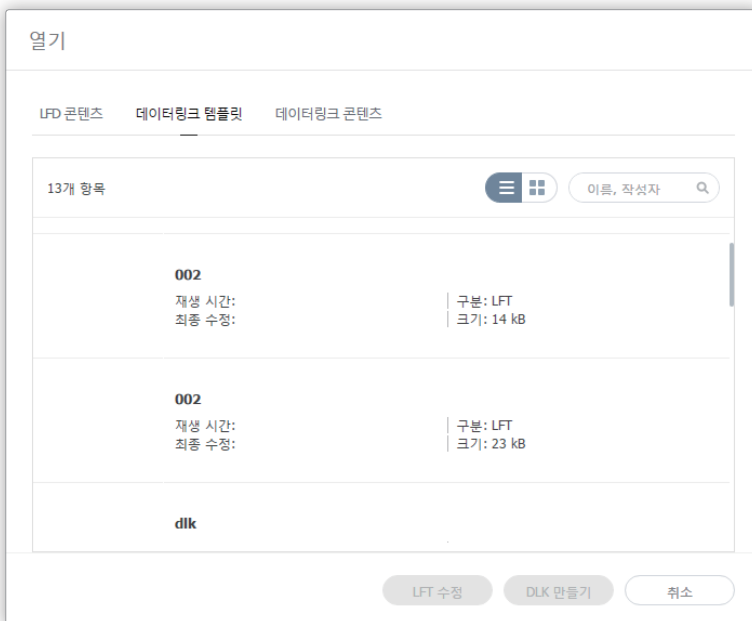 열기
LFD 콘텐츠 데이터링크 템플릿 데이터링크 콘텐츠
13개 항목 이름, 작성자
002
재생 시간: 구분: LFT
최종 수정: 크기: 14 kB
002
재생 시간: 구분: LFT
최종 수정: 크기: 23 kB
dlk
LFT 수정 DLK 만들기 취소